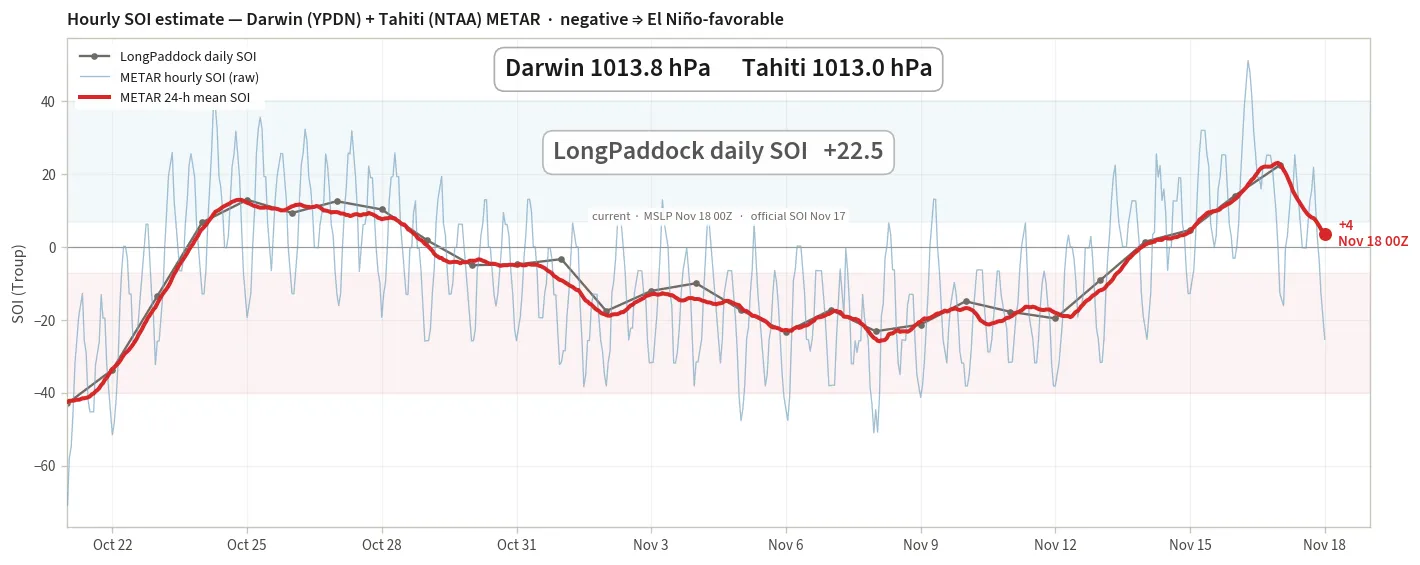 Hourly SOI estimate — Darwin (YPDN) + Tahiti (NTAA) METAR · negative ⇒ El Niño-favorable
LongPaddock daily SOI
METAR hourly SOI (raw)
METAR 24-h mean SOI
Darwin 1013.8 hPa Tahiti 1013.0 hPa
LongPaddock daily SOI +22.5
current · MSLP Nov 18 00Z · official SOI Nov 17
+4
Nov 18 00Z
SOI (Troup)
40
20
0
−20
−40
−60
Oct 22 Oct 25 Oct 28 Oct 31 Nov 3 Nov 6 Nov 9 Nov 12 Nov 15 Nov 18